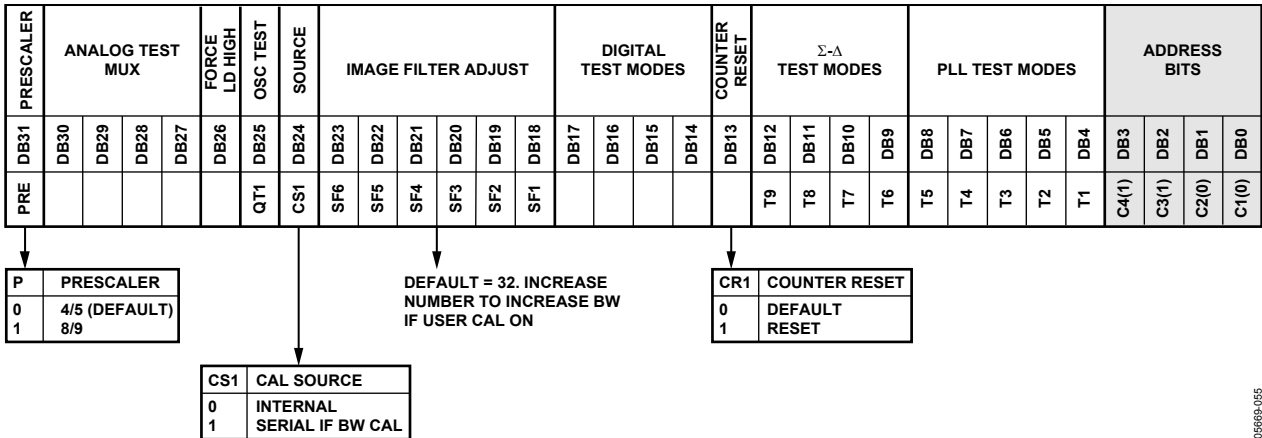 PRESCALER
ANALOG TEST
MUX
FORCE
LD HIGH
OSC TEST
SOURCE
IMAGE FILTER ADJUST
DIGITAL
TEST MODES
COUNTER
RESET
Σ-Δ
TEST MODES
PLL TEST MODES
ADDRESS
BITS
DB31 DB30 DB29 DB28 DB27 DB26 DB25 DB24 DB23 DB22 DB21 DB20 DB19 DB18 DB17 DB16 DB15 DB14 DB13 DB12 DB11 DB10 DB9 DB8 DB7 DB6 DB5 DB4 DB3 DB2 DB1 DB0
PRE QT1 CS1 SF6 SF5 SF4 SF3 SF2 SF1 T9 T8 T7 T6 T5 T4 T3 T2 T1 C4(1) C3(1) C2(0) C1(0)
P PRESCALER
0 4/5 (DEFAULT)
1 8/9
DEFAULT = 32. INCREASE
NUMBER TO INCREASE BW
IF USER CAL ON
CR1 COUNTER RESET
0 DEFAULT
1 RESET
CS1 CAL SOURCE
0 INTERNAL
1 SERIAL IF BW CAL
05669-055